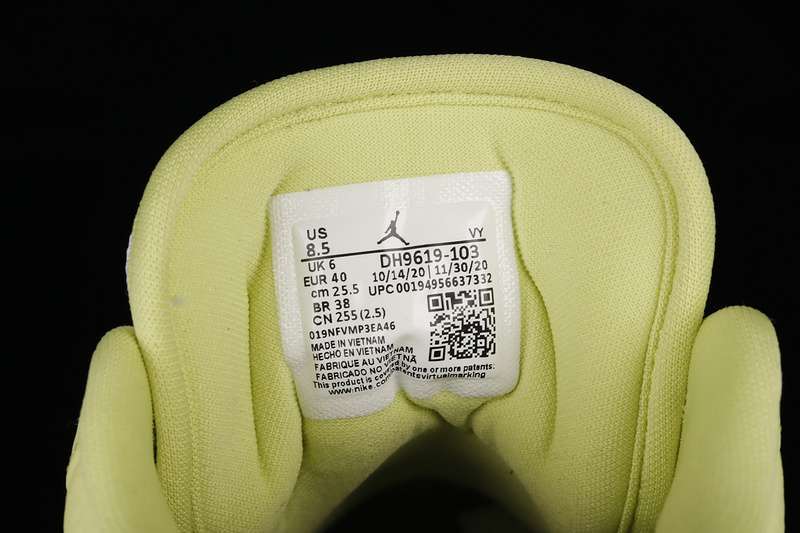 US VY
8.5
UK 6 DH9619-103
EUR 40 10/14/20 | 11/30/20
cm 25.5 UPC 00194956637332
BR 38
CN 255 (2.5)
019NFVMP3EA46
MADE IN VIETNAM
HECHO EN VIETNAM
FABRIQUE AU VIETNAM
FABRICADO NO VIETNÃ
This product is covered by one or more patents.
www.nike.com/patentsvirtualmarking